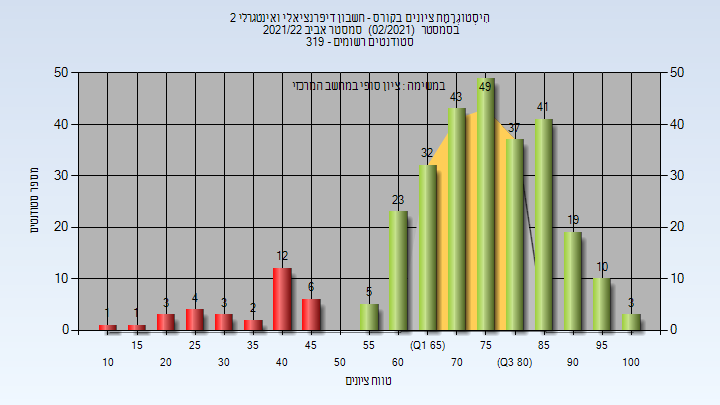 היסטוגרמת ציונים בקורס - חשבון דיפרנציאלי ואינטגרלי 2
בסמסטר (02/2021) סמסטר אביב 2021/22
סטודנטים רשומים - 319
במשימה : ציון סופי במחשב המרכזי
50 50
40 40
30 30
20 20
10 10
0 0
1 1 3 4 3 2 12 6 5 23 32 43 49 37 41 19 10 3
מספר סטודנטים
15 25 35 45 55 (Q1 65) 75 85 95
10 20 30 40 50 60 70 (Q3 80) 90 100
טווח ציונים